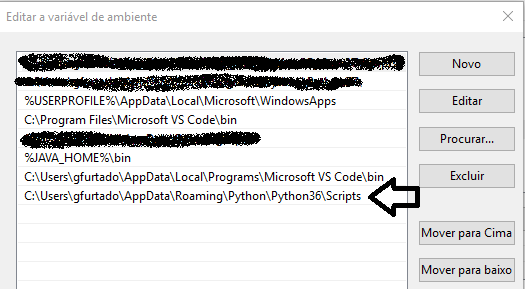 Editar a variável de ambiente
Novo
%USERPROFILE%\AppData\Local\Microsoft\WindowsApps
Editar
C:\Program Files\Microsoft VS Code\bin
Procurar...
%JAVA_HOME%\bin
C:\Users\gfurtado\AppData\Local\Programs\Microsoft VS Code\bin
Excluir
C:\Users\gfurtado\AppData\Roaming\Python\Python36\Scripts
Mover para Cima
Mover para baixo